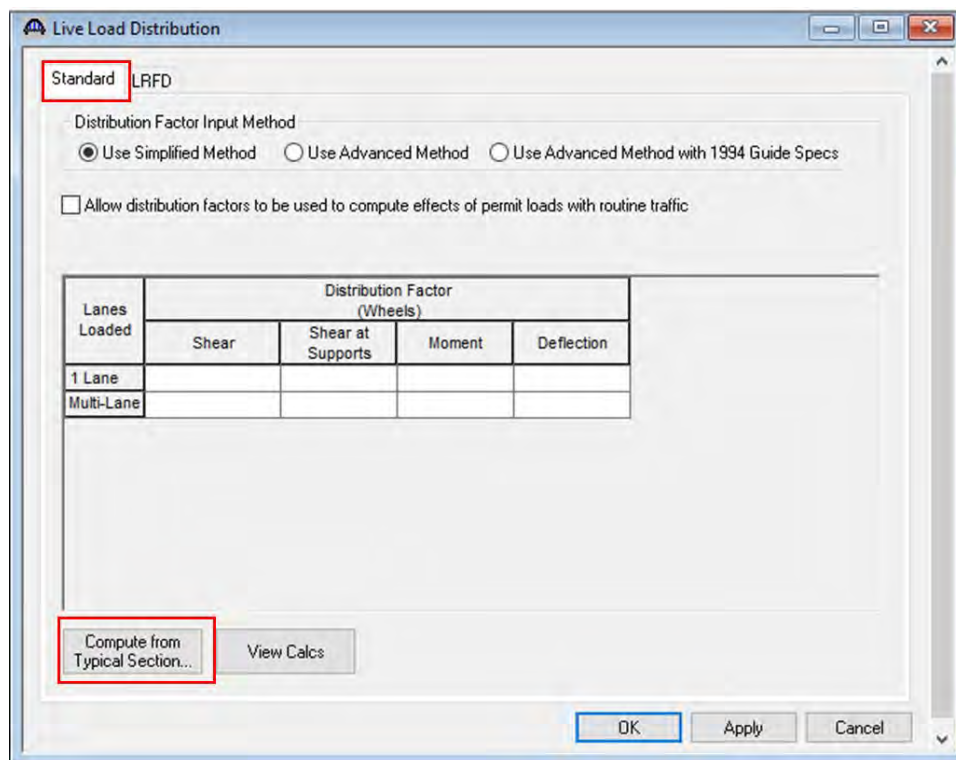 Live Load Distribution
Standard LRFD
Distribution Factor Input Method
Use Simplified Method Use Advanced Method Use Advanced Method with 1994 Guide Specs
Allow distribution factors to be used to compute effects of permit loads with routine traffic
Lanes
Loaded
Distribution Factor
(Wheels)
Shear
Shear at
Supports
Moment
Deflection
1 Lane
Multi-Lane
Compute from
Typical Section...
View Calcs
OK Apply Cancel